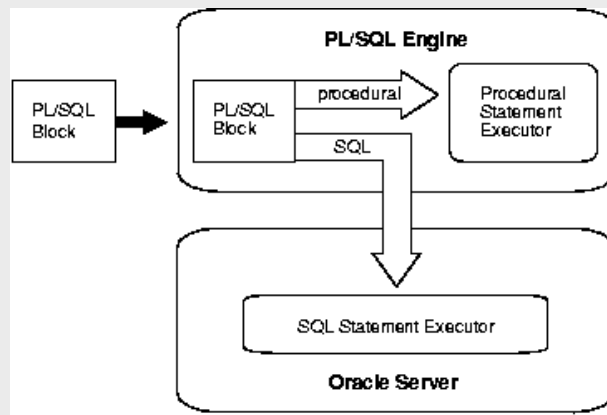 PL/SQL Engine
PL/SQL
Block
PL/SQL
Block
procedural
SQL
Procedural
Statement
Executor
SQL Statement Executor
Oracle Server